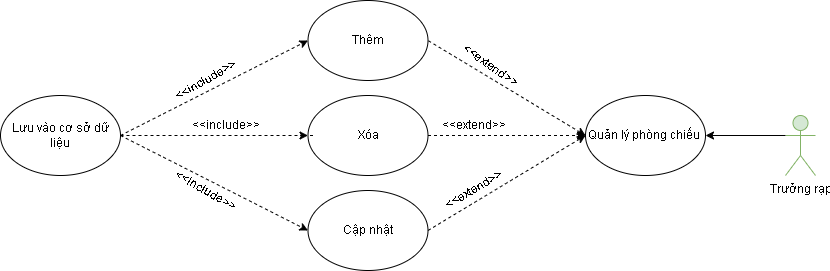 Thêm
<<include>>
<<extend>>
Lưu vào cơ sở dữ
liệu
<<include>>
Xóa
<<extend>>
Quản lý phòng chiếu
Trưởng rạp
<<include>>
<<extend>>
Cập nhật